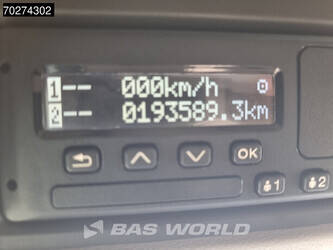 70274302
1-- 000km/h
2-- 0193589.3km
OK
1 2
BAS WORLD